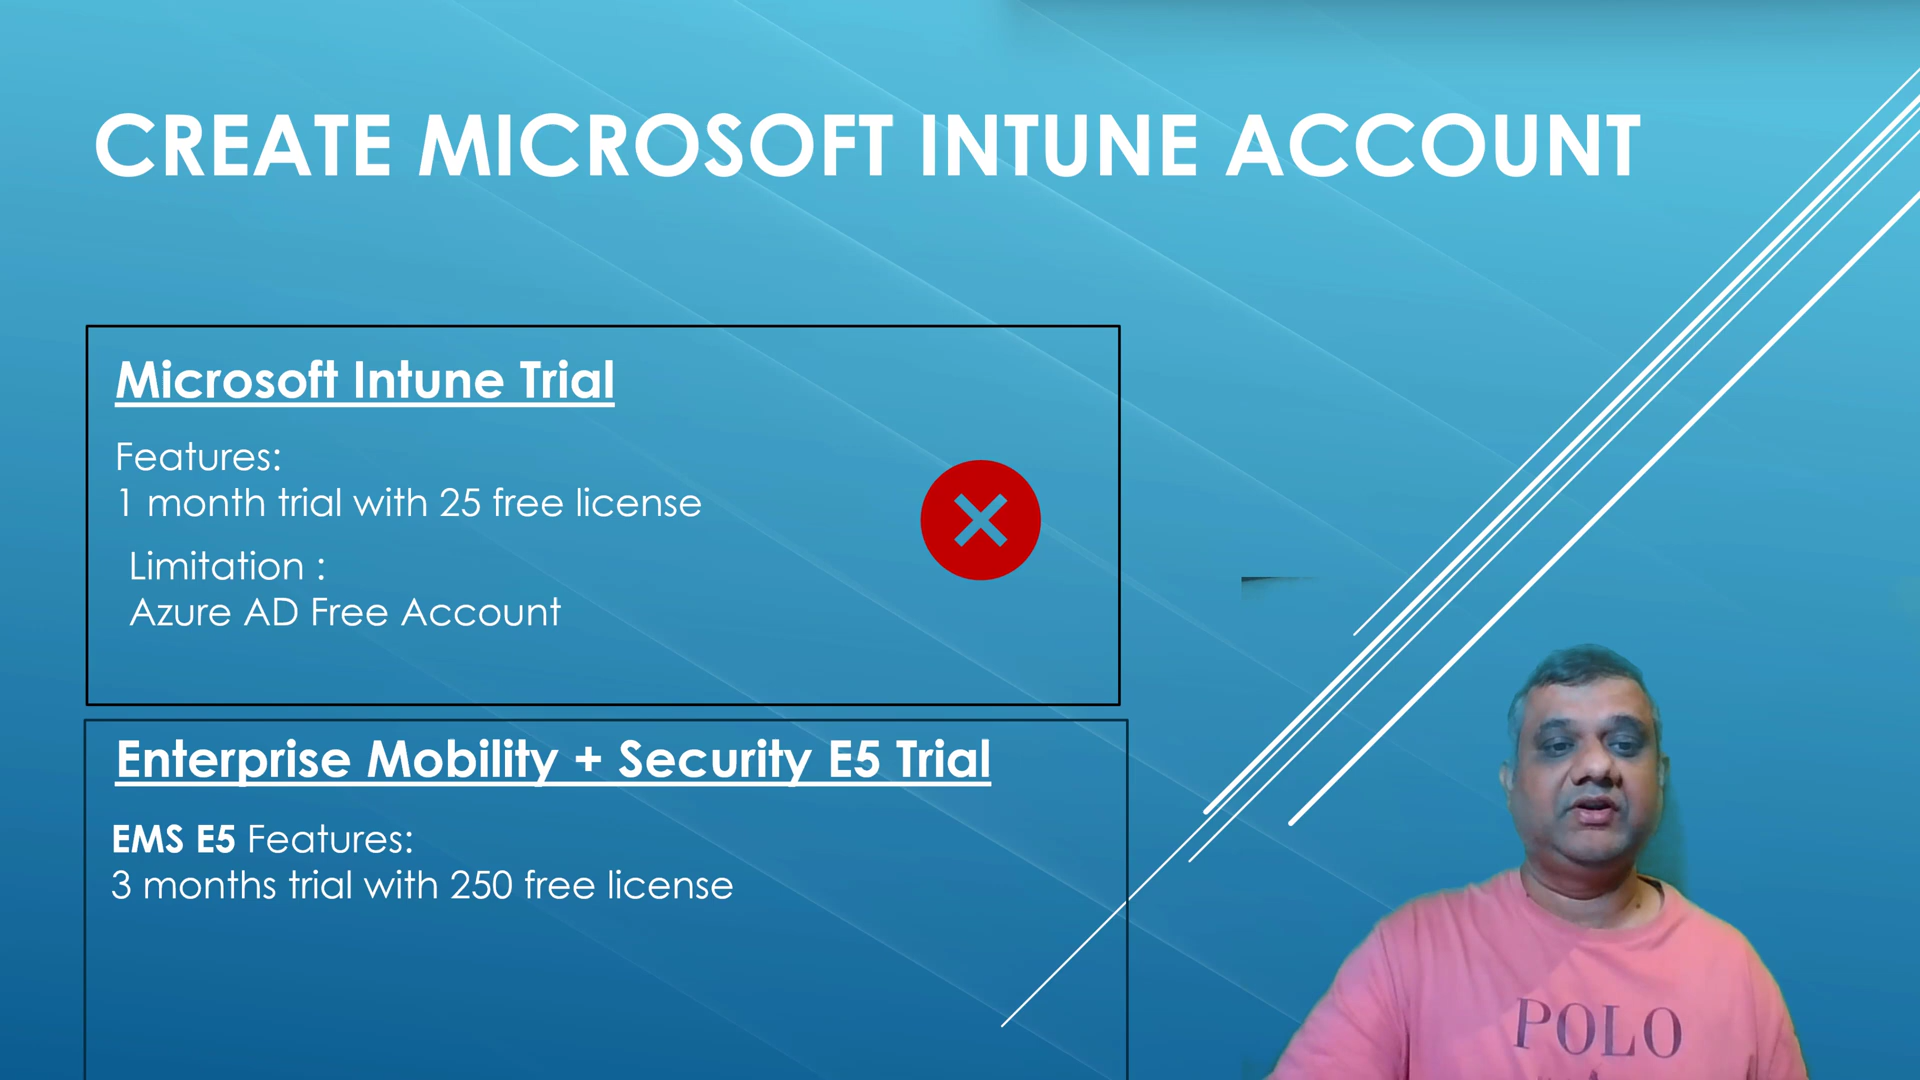 CREATE MICROSOFT INTUNE ACCOUNT
Microsoft Intune Trial
Features:
1 month trial with 25 free license
Limitation :
Azure AD Free Account
Enterprise Mobility + Security E5 Trial
EMS E5 Features:
3 months trial with 250 free license
POLO